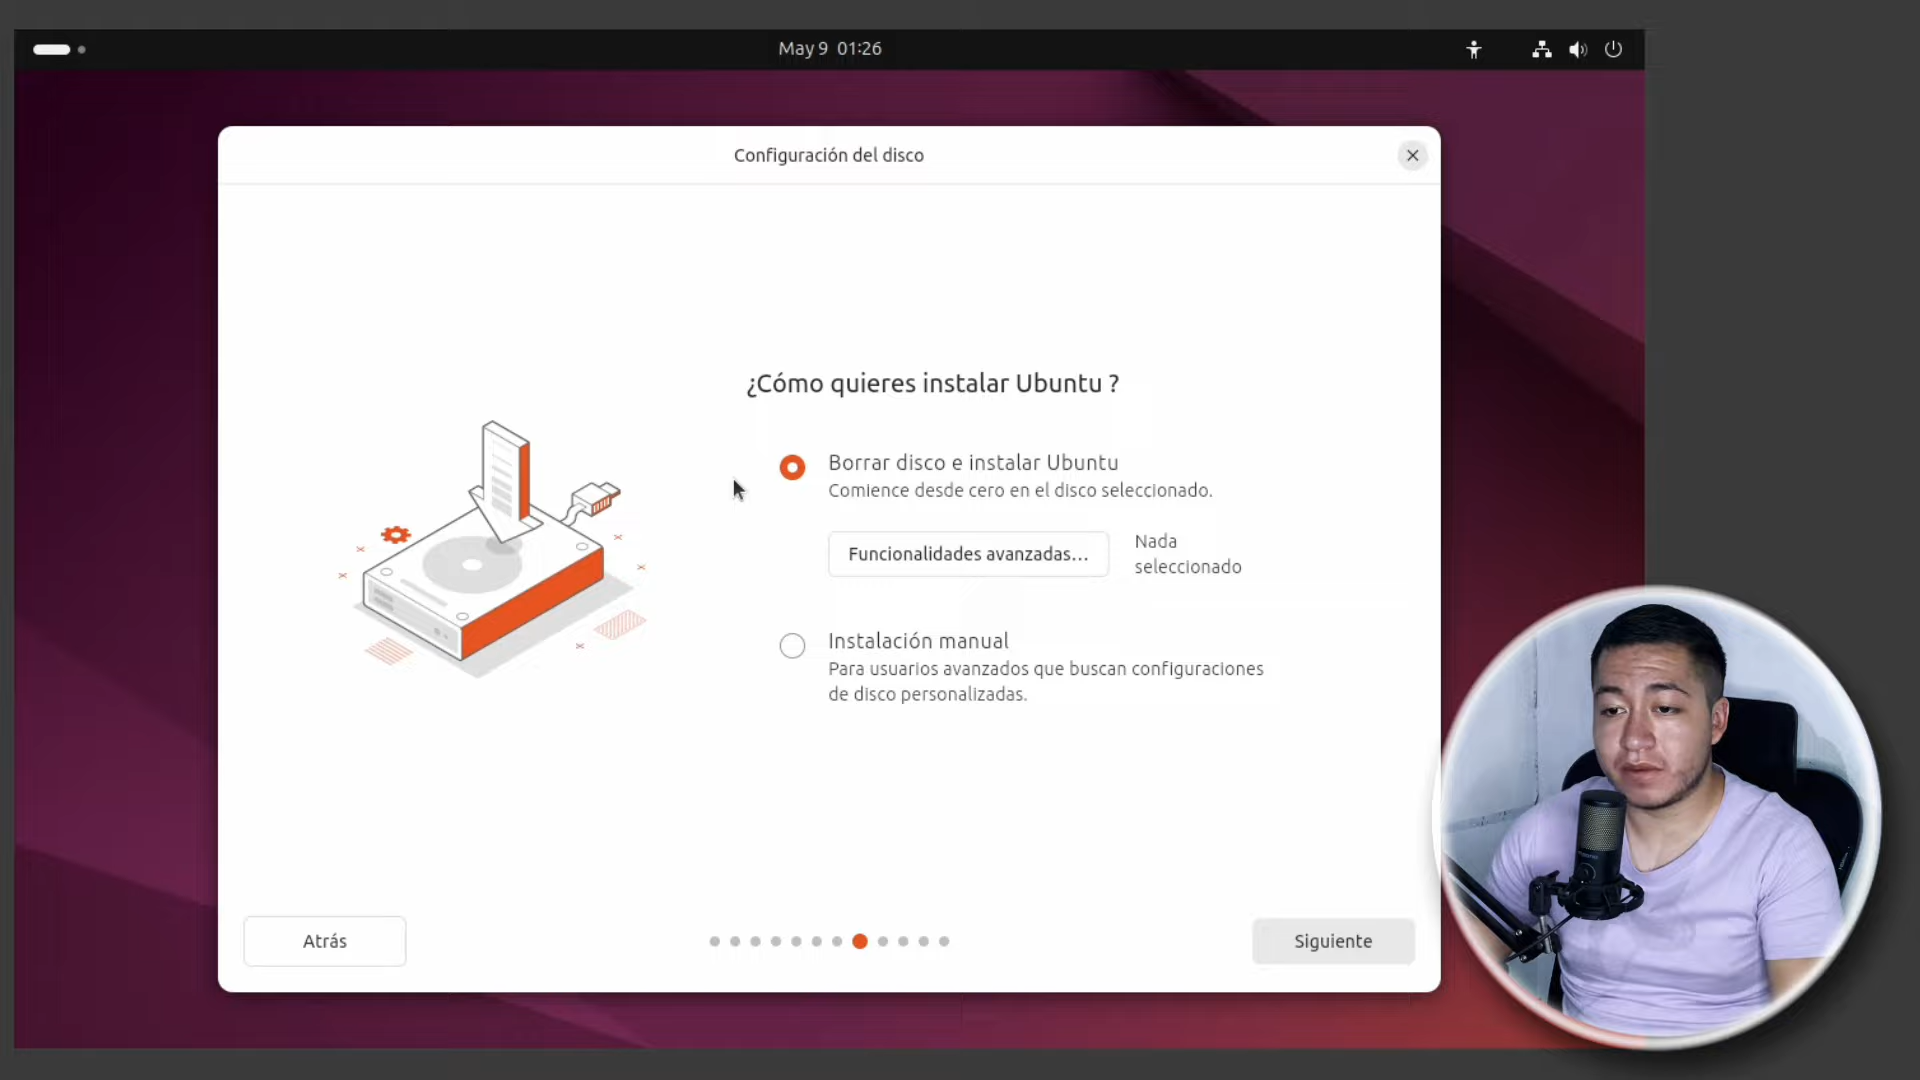 May 9 01:26
Configuración del disco
¿Cómo quieres instalar Ubuntu ?
Borrar disco e instalar Ubuntu
Comience desde cero en el disco seleccionado.
Funcionalidades avanzadas...
Nada
seleccionado
Instalación manual
Para usuarios avanzados que buscan configuraciones
de disco personalizadas.
Atrás
Siguiente